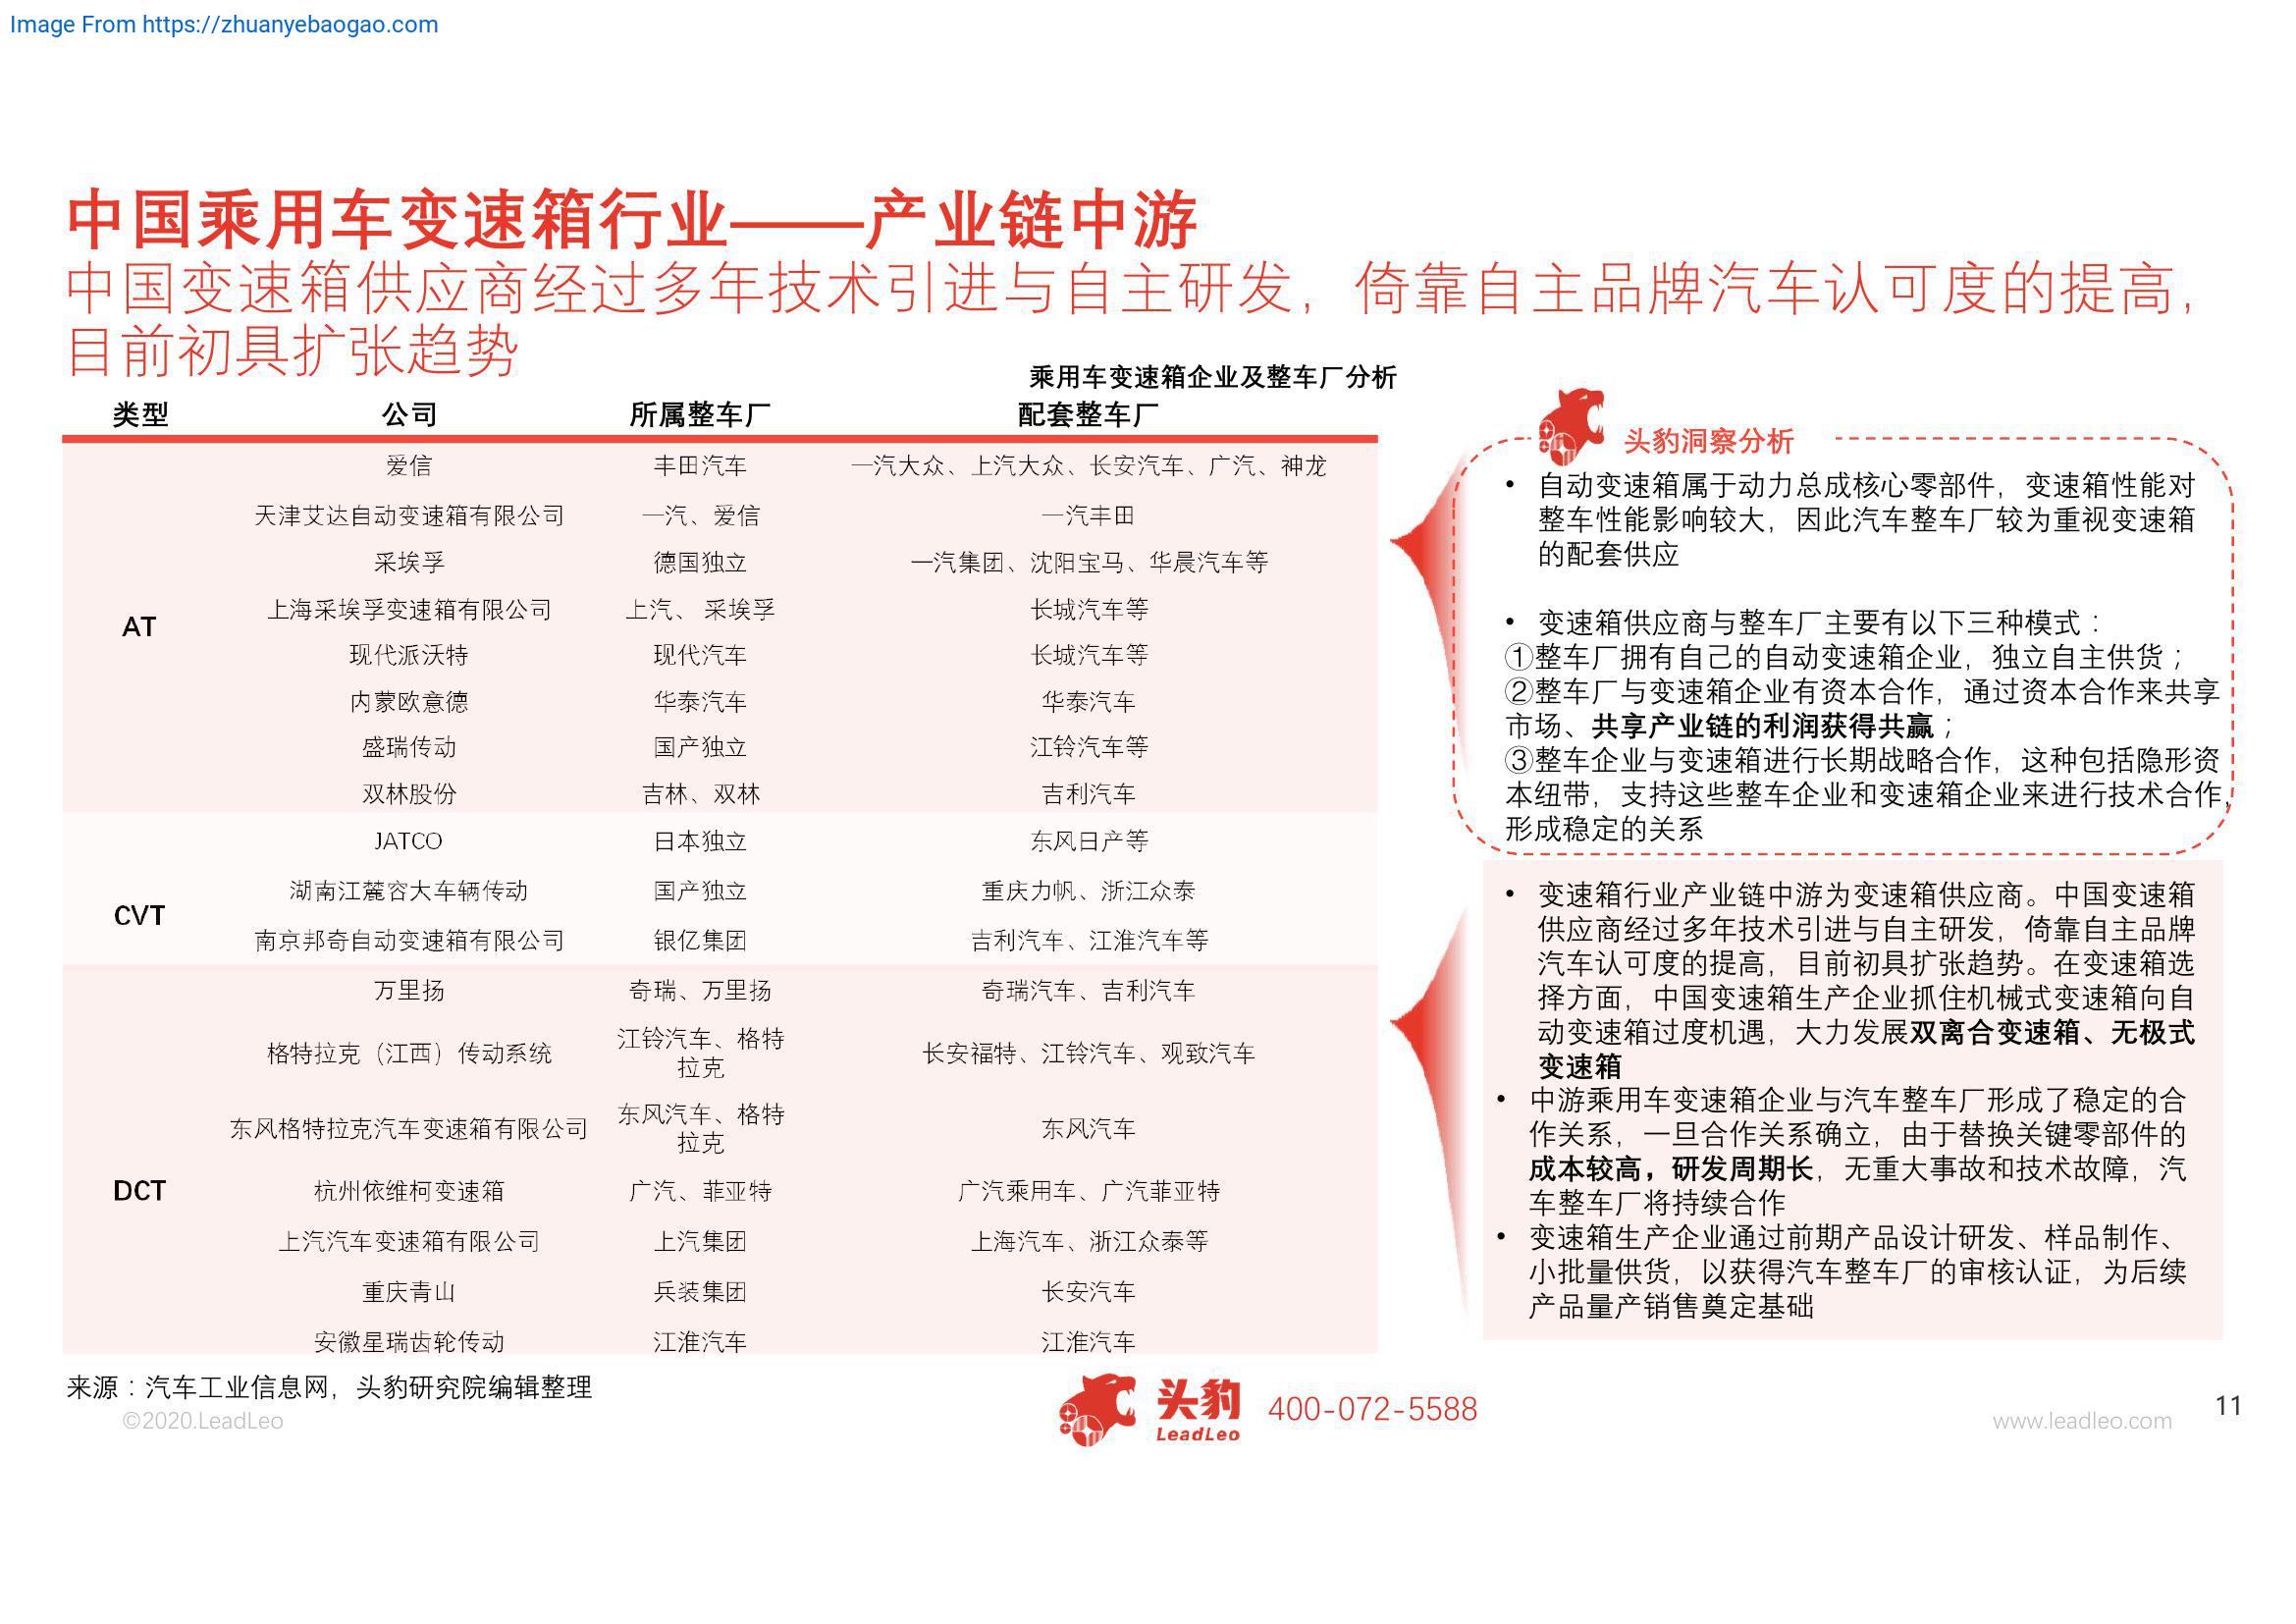 Image From https://zhuanyebaogao.com
中国乘用车变速箱行业——产业链中游
中国变速箱供应商经过多年技术引进与自主研发，倚靠自主品牌汽车认可度的提高，
目前初具扩张趋势
乘用车变速箱企业及整车厂分析
类型 公司 所属整车厂 配套整车厂
AT
爱信 丰田汽车 一汽大众、上汽大众、长安汽车、广汽、神龙
天津艾达自动变速箱有限公司 一汽、爱信 一汽丰田
采埃孚 德国独立 一汽集团、沈阳宝马、华晨汽车等
上海采埃孚变速箱有限公司 上汽、 采埃孚 长城汽车等
现代派沃特 现代汽车 长城汽车等
内蒙欧意德 华泰汽车 华泰汽车
盛瑞传动 国产独立 江铃汽车等
双林股份 吉林、双林 吉利汽车
CVT
JATCO 日本独立 东风日产等
湖南江麓容大车辆传动 国产独立 重庆力帆、浙江众泰
南京邦奇自动变速箱有限公司 银亿集团 吉利汽车、江淮汽车等
DCT
万里扬 奇瑞、万里扬 奇瑞汽车、吉利汽车
格特拉克（江西）传动系统 江铃汽车、格特
拉克 长安福特、江铃汽车、观致汽车
东风格特拉克汽车变速箱有限公司 东风汽车、格特
拉克 东风汽车
杭州依维柯变速箱 广汽、菲亚特 广汽乘用车、广汽菲亚特
上汽汽车变速箱有限公司 上汽集团 上海汽车、浙江众泰等
重庆青山 兵装集团 长安汽车
安徽星瑞齿轮传动 江淮汽车 江淮汽车
头豹洞察分析
• 自动变速箱属于动力总成核心零部件，变速箱性能对
整车性能影响较大，因此汽车整车厂较为重视变速箱
的配套供应
• 变速箱供应商与整车厂主要有以下三种模式：
①整车厂拥有自己的自动变速箱企业，独立自主供货；
②整车厂与变速箱企业有资本合作，通过资本合作来共享
市场、共享产业链的利润获得共赢；
③整车企业与变速箱进行长期战略合作，这种包括隐形资
本纽带，支持这些整车企业和变速箱企业来进行技术合作，
形成稳定的关系
• 变速箱行业产业链中游为变速箱供应商。中国变速箱
供应商经过多年技术引进与自主研发，倚靠自主品牌
汽车认可度的提高，目前初具扩张趋势。在变速箱选
择方面，中国变速箱生产企业抓住机械式变速箱向自
动变速箱过度机遇，大力发展双离合变速箱、无极式
变速箱
• 中游乘用车变速箱企业与汽车整车厂形成了稳定的合
作关系，一旦合作关系确立，由于替换关键零部件的
成本较高，研发周期长，无重大事故和技术故障，汽
车整车厂将持续合作
• 变速箱生产企业通过前期产品设计研发、样品制作、
小批量供货，以获得汽车整车厂的审核认证，为后续
产品量产销售奠定基础
来源：汽车工业信息网，头豹研究院编辑整理
©2020.LeadLeo
头豹
LeadLeo
400-072-5588
www.leadleo.com
11